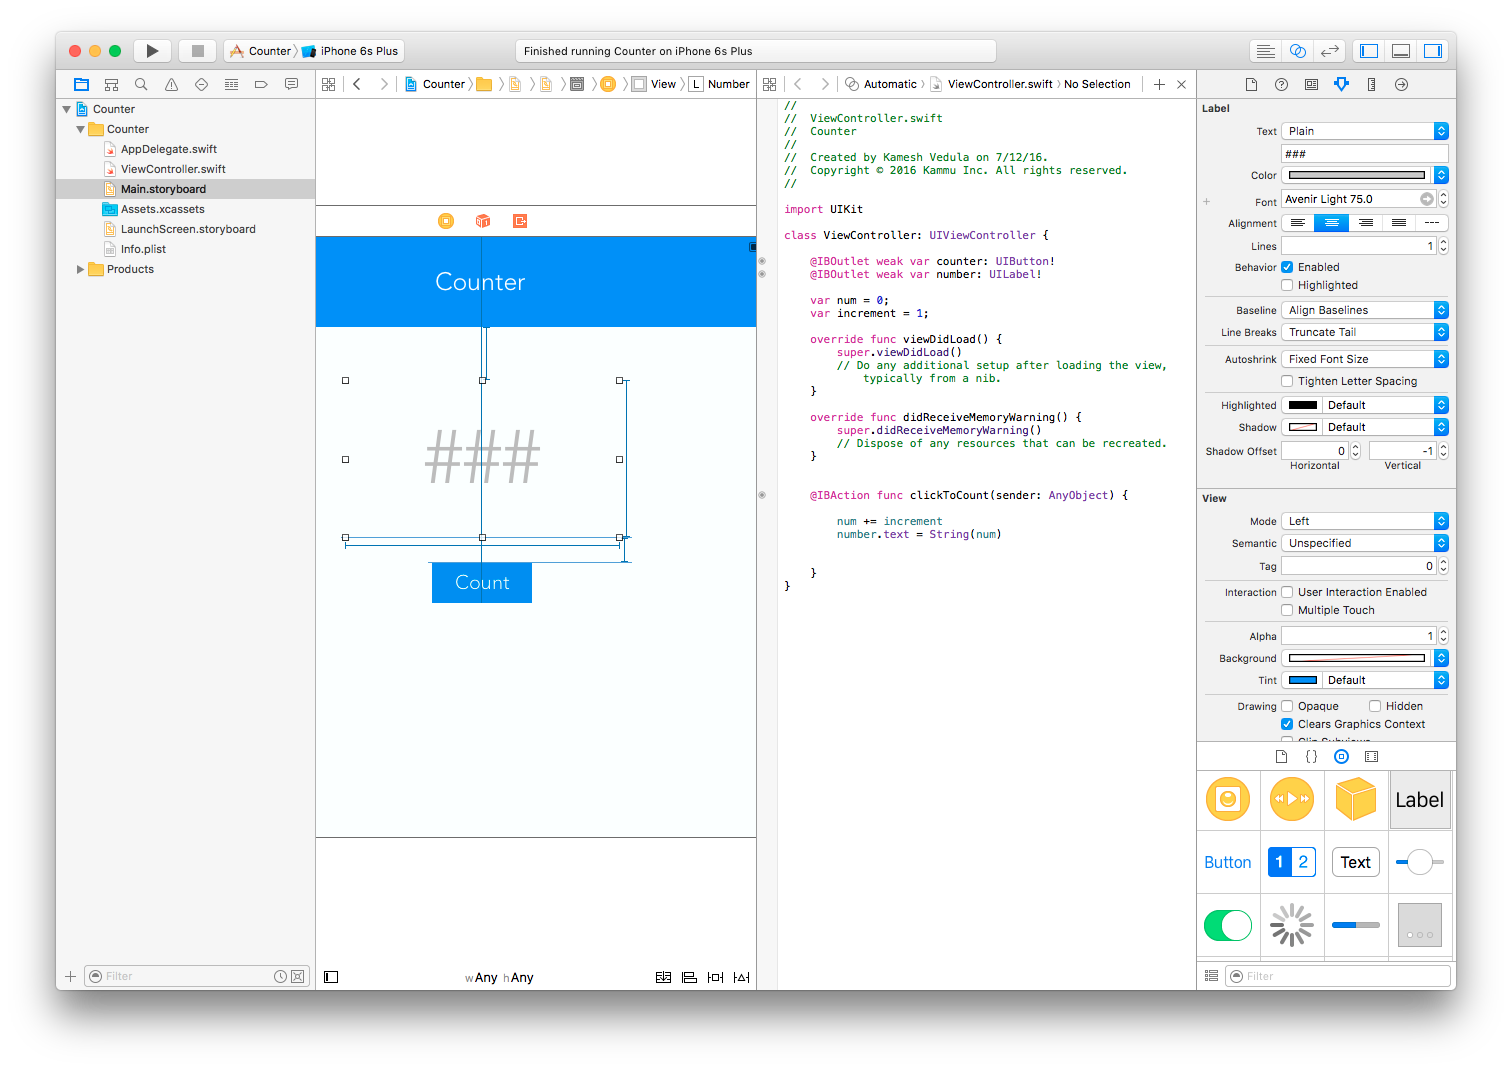 Counter iPhone 6s Plus
Finished running Counter on iPhone 6s Plus
Counter View L Number
Automatic ViewController.swift No Selection
Counter
Counter
AppDelegate.swift
ViewController.swift
Main.storyboard
Assets.xcassets
LaunchScreen.storyboard
Info.plist
Products
Filter
Counter
###
Count
wAny hAny
//
//  ViewController.swift
//  Counter
//
//  Created by Kamesh Vedula on 7/12/16.
//  Copyright © 2016 Kammu Inc. All rights reserved.
//
import UIKit
class ViewController: UIViewController {
@IBOutlet weak var counter: UIButton!
@IBOutlet weak var number: UILabel!
var num = 0;
var increment = 1;
override func viewDidLoad() {
super.viewDidLoad()
// Do any additional setup after loading the view,
typically from a nib.
}
override func didReceiveMemoryWarning() {
super.didReceiveMemoryWarning()
// Dispose of any resources that can be recreated.
}
@IBAction func clickToCount(sender: AnyObject) {
num += increment
number.text = String(num)
}
}
Label
Text Plain
###
Color
Font Avenir Light 75.0
Alignment
Lines 1
Behavior Enabled
Highlighted
Baseline Align Baselines
Line Breaks Truncate Tail
Autoshrink Fixed Font Size
Tighten Letter Spacing
Highlighted Default
Shadow Default
Shadow Offset 0 -1
Horizontal Vertical
View
Mode Left
Semantic Unspecified
Tag 0
Interaction User Interaction Enabled
Multiple Touch
Alpha 1
Background
Tint Default
Drawing Opaque Hidden
Clears Graphics Context
Clip Subviews
{}
Label
Button 1 2 Text
Filter